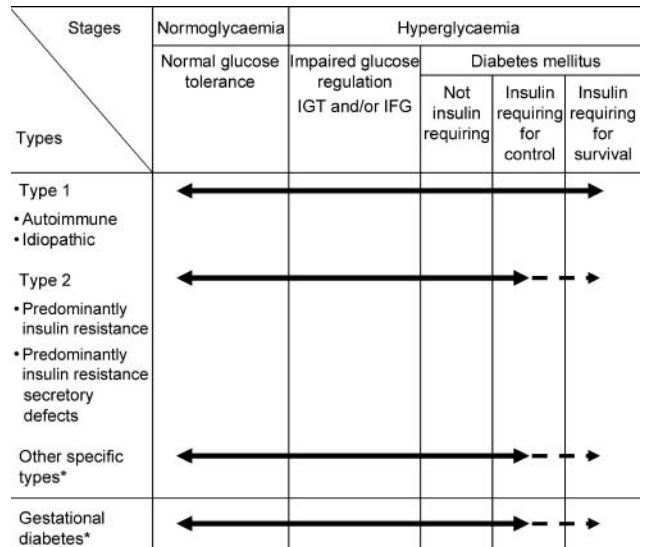 Stages
Normoglycaemia
Hyperglycaemia
Normal glucose
tolerance
Impaired glucose
regulation
IGT and/or IFG
Diabetes mellitus
Not
insulin
requiring
Insulin
requiring
for
control
Insulin
requiring
for
survival
Types
Type 1
• Autoimmune
• Idiopathic
Type 2
• Predominantly
insulin resistance
• Predominantly
insulin resistance
secretory
defects
Other specific
types*
Gestational
diabetes*